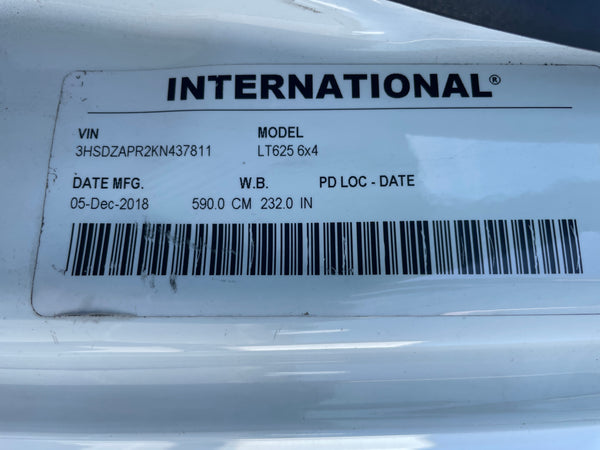 INTERNATIONAL®
VIN MODEL
3HSDZAPR2KN437811 LT625 6x4
DATE MFG. W.B. PD LOC - DATE
05-Dec-2018 590.0 CM 232.0 IN